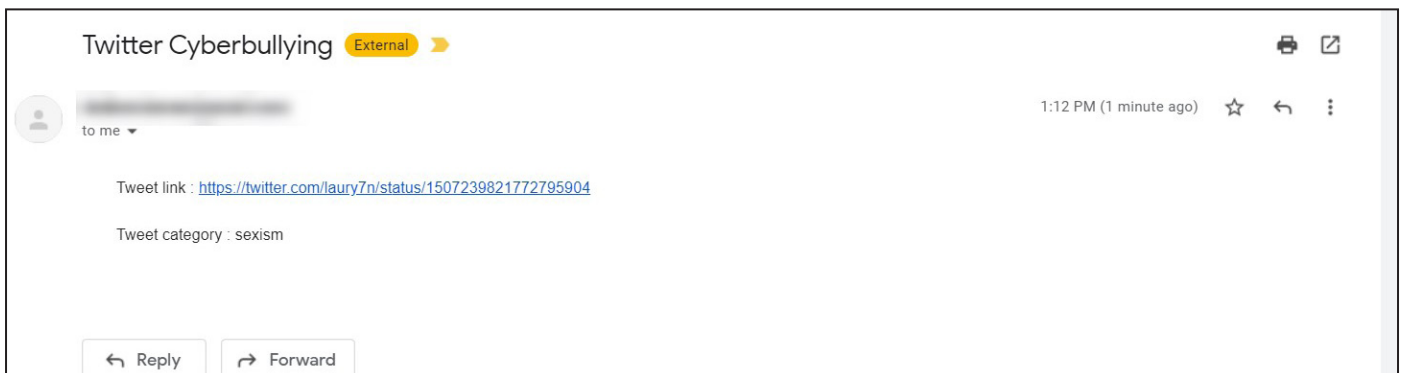 Twitter Cyberbullying External
1:12 PM (1 minute ago)
to me
Tweet link : https://twitter.com/laury7n/status/1507239821772795904
Tweet category : sexism
Reply Forward